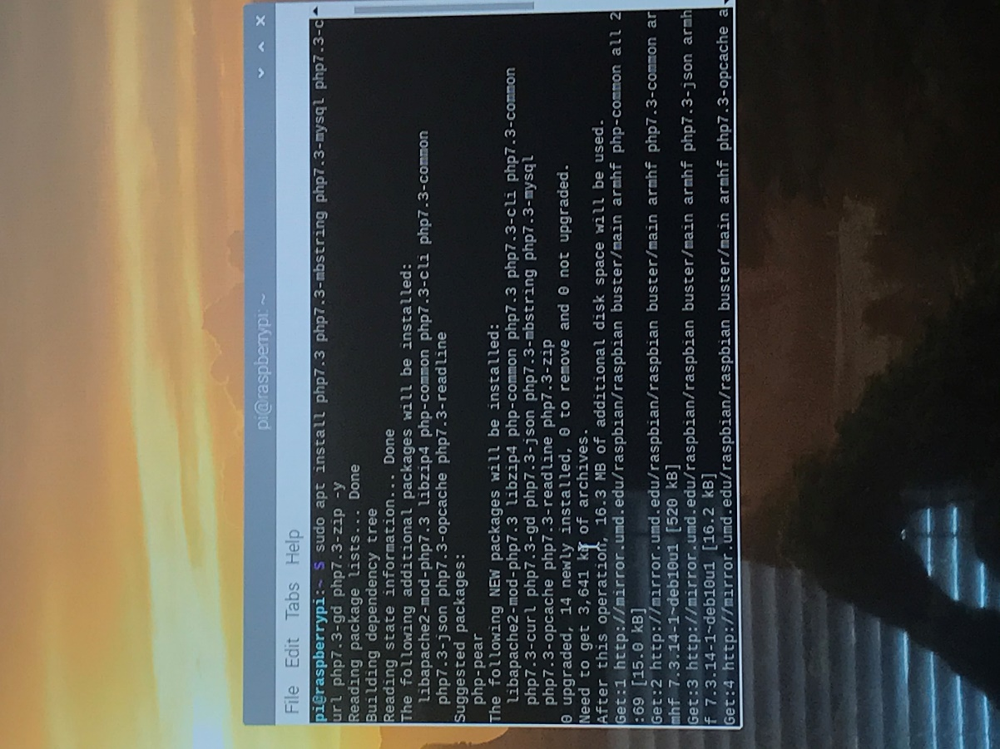 pi@raspberrypi: ~
File Edit Tabs Help
pi@raspberrypi:~ $ sudo apt install php7.3 php7.3-mbstring php7.3-mysql php7.3-c
url php7.3-gd php7.3-zip -y
Reading package lists... Done
Building dependency tree
Reading state information... Done
The following additional packages will be installed:
libapache2-mod-php7.3 libzip4 php-common php7.3-cli php7.3-common
php7.3-json php7.3-opcache php7.3-readline
Suggested packages:
php-pear
The following NEW packages will be installed:
libapache2-mod-php7.3 libzip4 php-common php7.3 php7.3-cli php7.3-common
php7.3-curl php7.3-gd php7.3-json php7.3-mbstring php7.3-mysql
php7.3-opcache php7.3-readline php7.3-zip
0 upgraded, 14 newly installed, 0 to remove and 0 not upgraded.
Need to get 3,641 kB of archives.
After this operation, 16.3 MB of additional disk space will be used.
Get:1 http://mirror.umd.edu/raspbian/raspbian buster/main armhf php-common all 2
:69 [15.0 kB]
Get:2 http://mirror.umd.edu/raspbian/raspbian buster/main armhf php7.3-common ar
mhf 7.3.14-1~deb10u1 [520 kB]
Get:3 http://mirror.umd.edu/raspbian/raspbian buster/main armhf php7.3-json armh
f 7.3.14-1~deb10u1 [16.2 kB]
Get:4 http://mirror.umd.edu/raspbian/raspbian buster/main armhf php7.3-opcache a